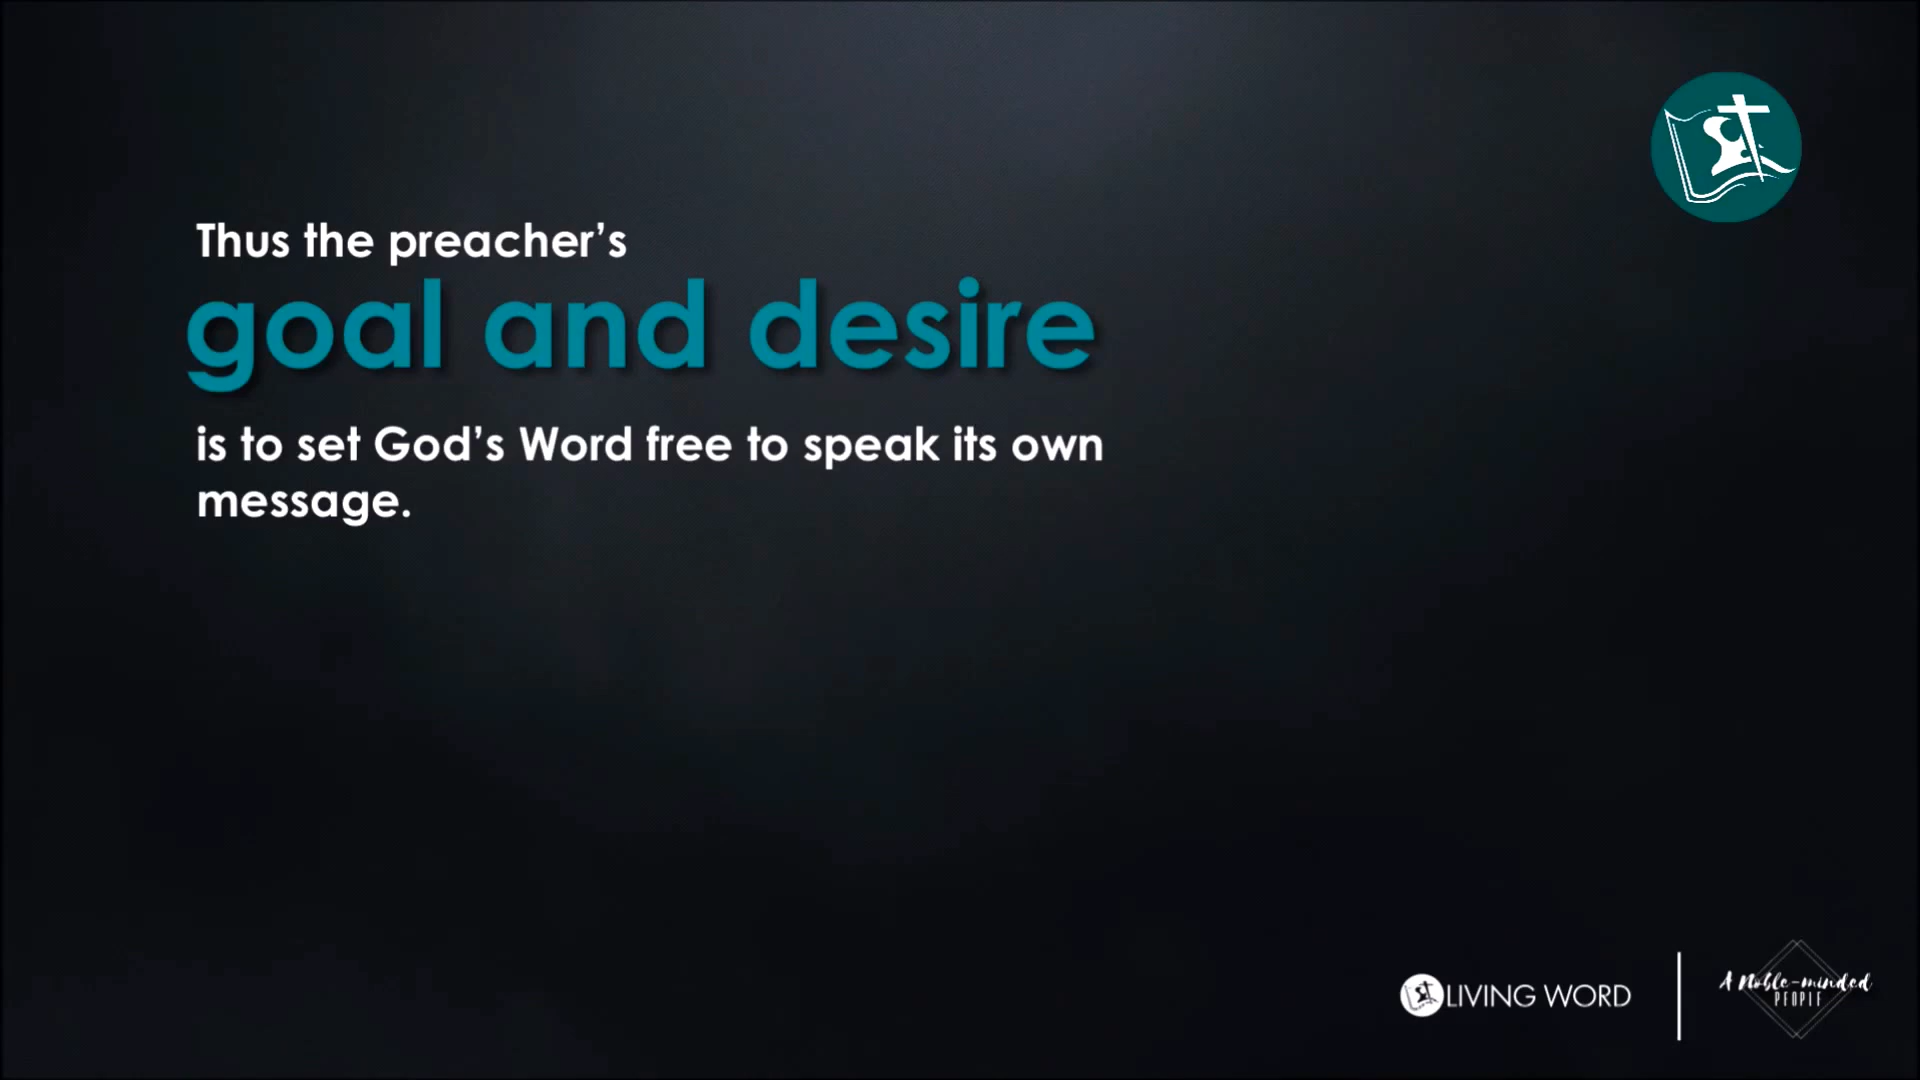 Thus the preacher’s
goal and desire
is to set God’s Word free to speak its own
message.
LIVING WORD
A Noble-minded
PEOPLE